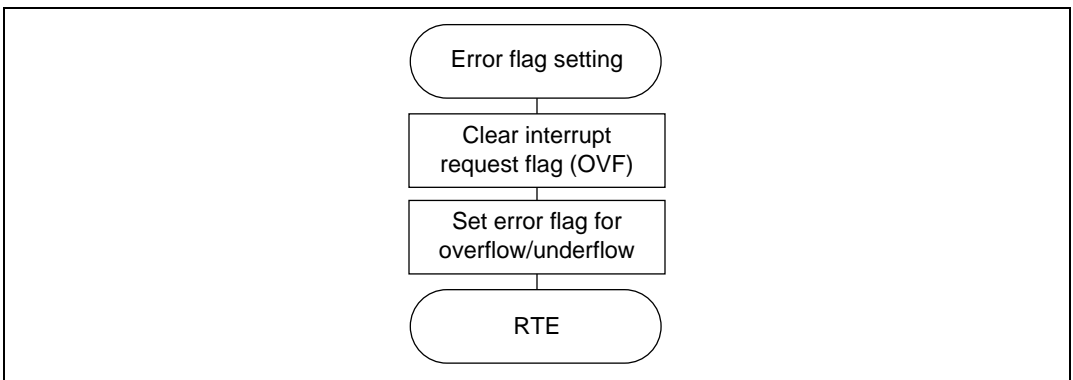 Error flag setting
Clear interrupt
request flag (OVF)
Set error flag for
overflow/underflow
RTE